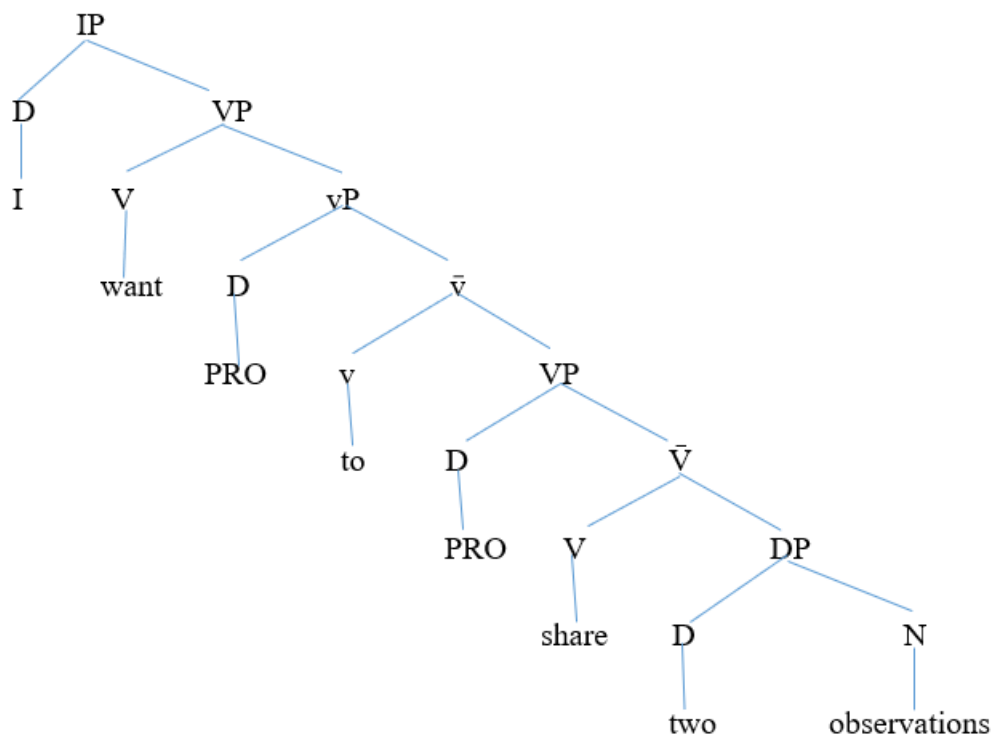 IP
D VP
I V vP
want D v̄
PRO v VP
to D V̄
PRO V DP
share D N
two observations